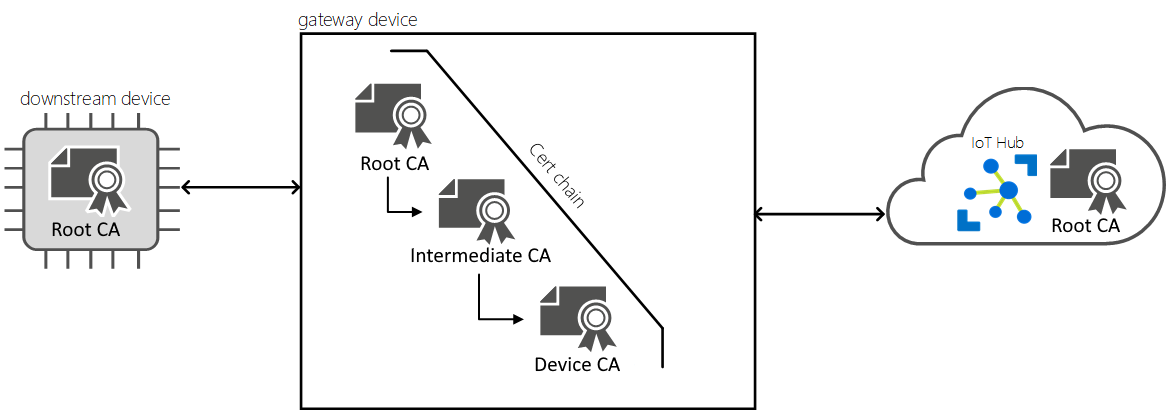 gateway device
downstream device
Root CA
Root CA
Cert chain
Intermediate CA
Device CA
IoT Hub
Root CA